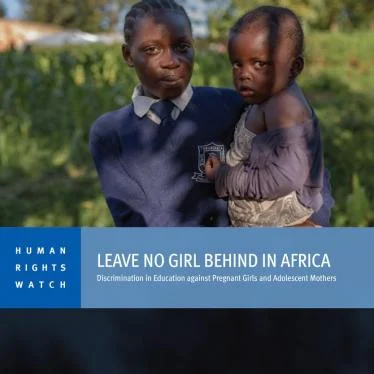 HUMAN
RIGHTS
WATCH
LEAVE NO GIRL BEHIND IN AFRICA
Discrimination in Education against Pregnant Girls and Adolescent Mothers